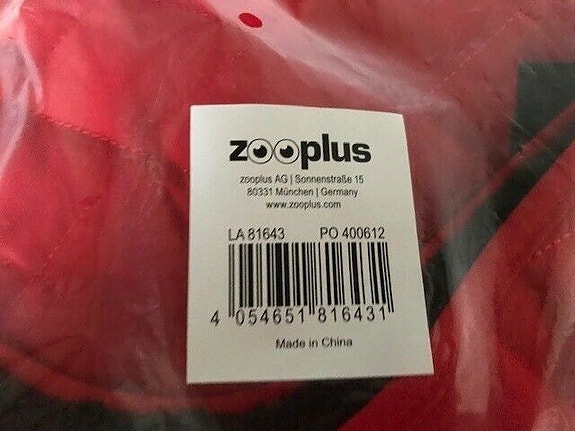 zooplus
zooplus AG | Sonnenstraße 15
80331 München | Germany
www.zooplus.com
LA 81643 PO 400612
4 054651 816431
Made in China